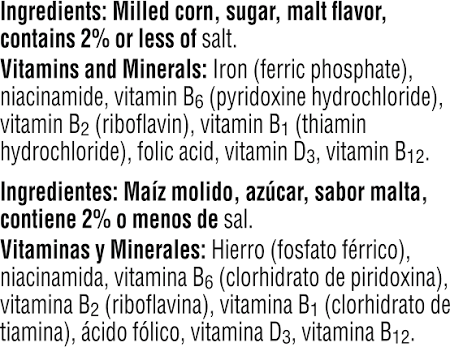 Ingredients: Milled corn, sugar, malt flavor,
contains 2% or less of salt.
Vitamins and Minerals: Iron (ferric phosphate),
niacinamide, vitamin B6 (pyridoxine hydrochloride),
vitamin B2 (riboflavin), vitamin B1 (thiamin
hydrochloride), folic acid, vitamin D3, vitamin B12.
Ingredientes: Maíz molido, azúcar, sabor malta,
contiene 2% o menos de sal.
Vitaminas y Minerales: Hierro (fosfato férrico),
niacinamida, vitamina B6 (clorhidrato de piridoxina),
vitamina B2 (riboflavina), vitamina B1 (clorhidrato de
tiamina), ácido fólico, vitamina D3, vitamina B12.